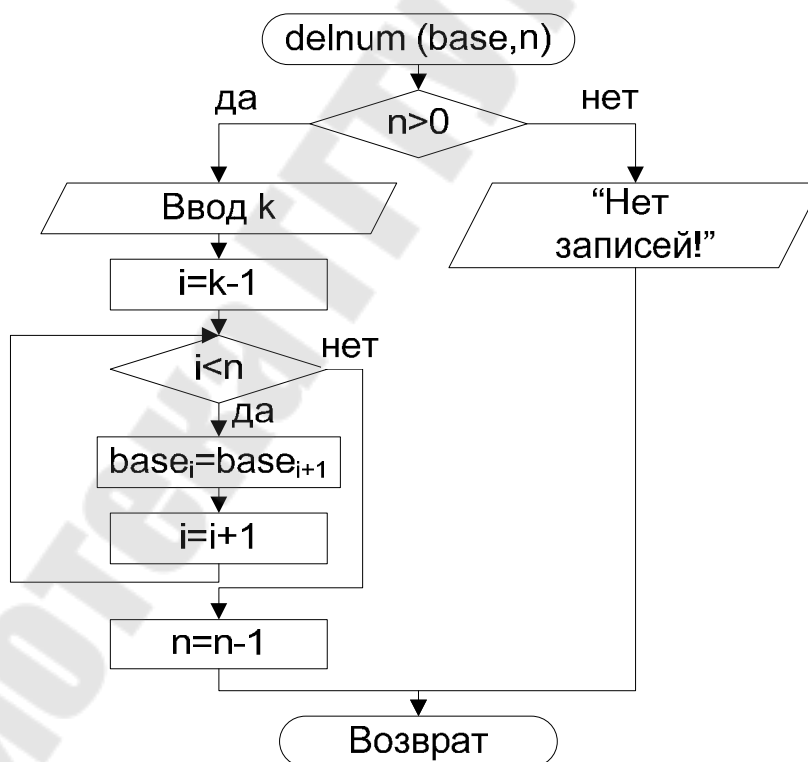 delnum (base,n)
да
нет
n>0
Ввод k
“Нет
записей!”
i=k-1
нет
i<n
да
baseᵢ=baseᵢ₊₁
i=i+1
n=n-1
Возврат